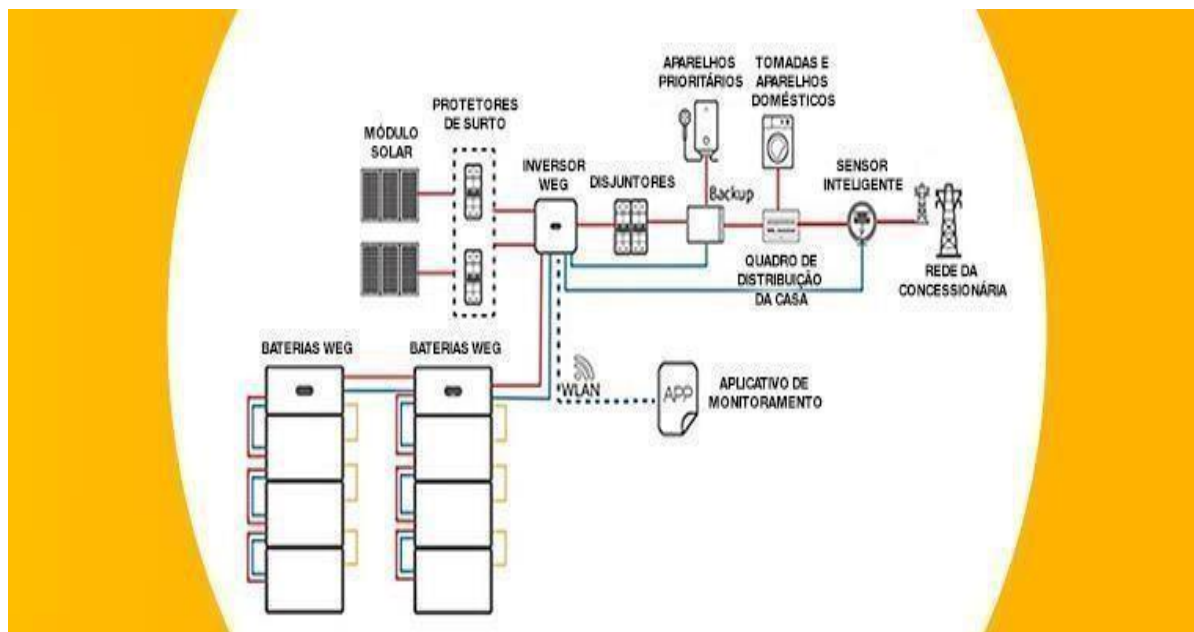 APARELHOS
PRIORITÁRIOS
TOMADAS E
APARELHOS
DOMÉSTICOS
PROTETORES
DE SURTO
MÓDULO
SOLAR
INVERSOR
WEG
DISJUNTORES
Backup
SENSOR
INTELIGENTE
QUADRO DE
DISTRIBUIÇÃO
DA CASA
REDE DA
CONCESSIONÁRIA
BATERIAS WEG
BATERIAS WEG
WLAN
APP
APLICATIVO DE
MONITORAMENTO